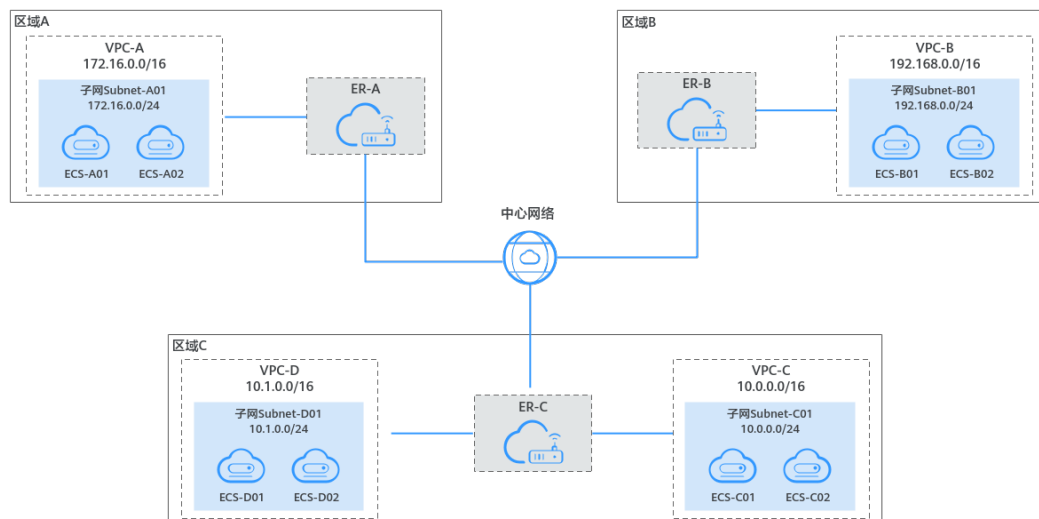 区域A
VPC-A
172.16.0.0/16
子网Subnet-A01
172.16.0.0/24
ECS-A01
ECS-A02
ER-A
区域B
ER-B
VPC-B
192.168.0.0/16
子网Subnet-B01
192.168.0.0/24
ECS-B01
ECS-B02
中心网络
区域C
VPC-D
10.1.0.0/16
子网Subnet-D01
10.1.0.0/24
ECS-D01
ECS-D02
ER-C
VPC-C
10.0.0.0/16
子网Subnet-C01
10.0.0.0/24
ECS-C01
ECS-C02